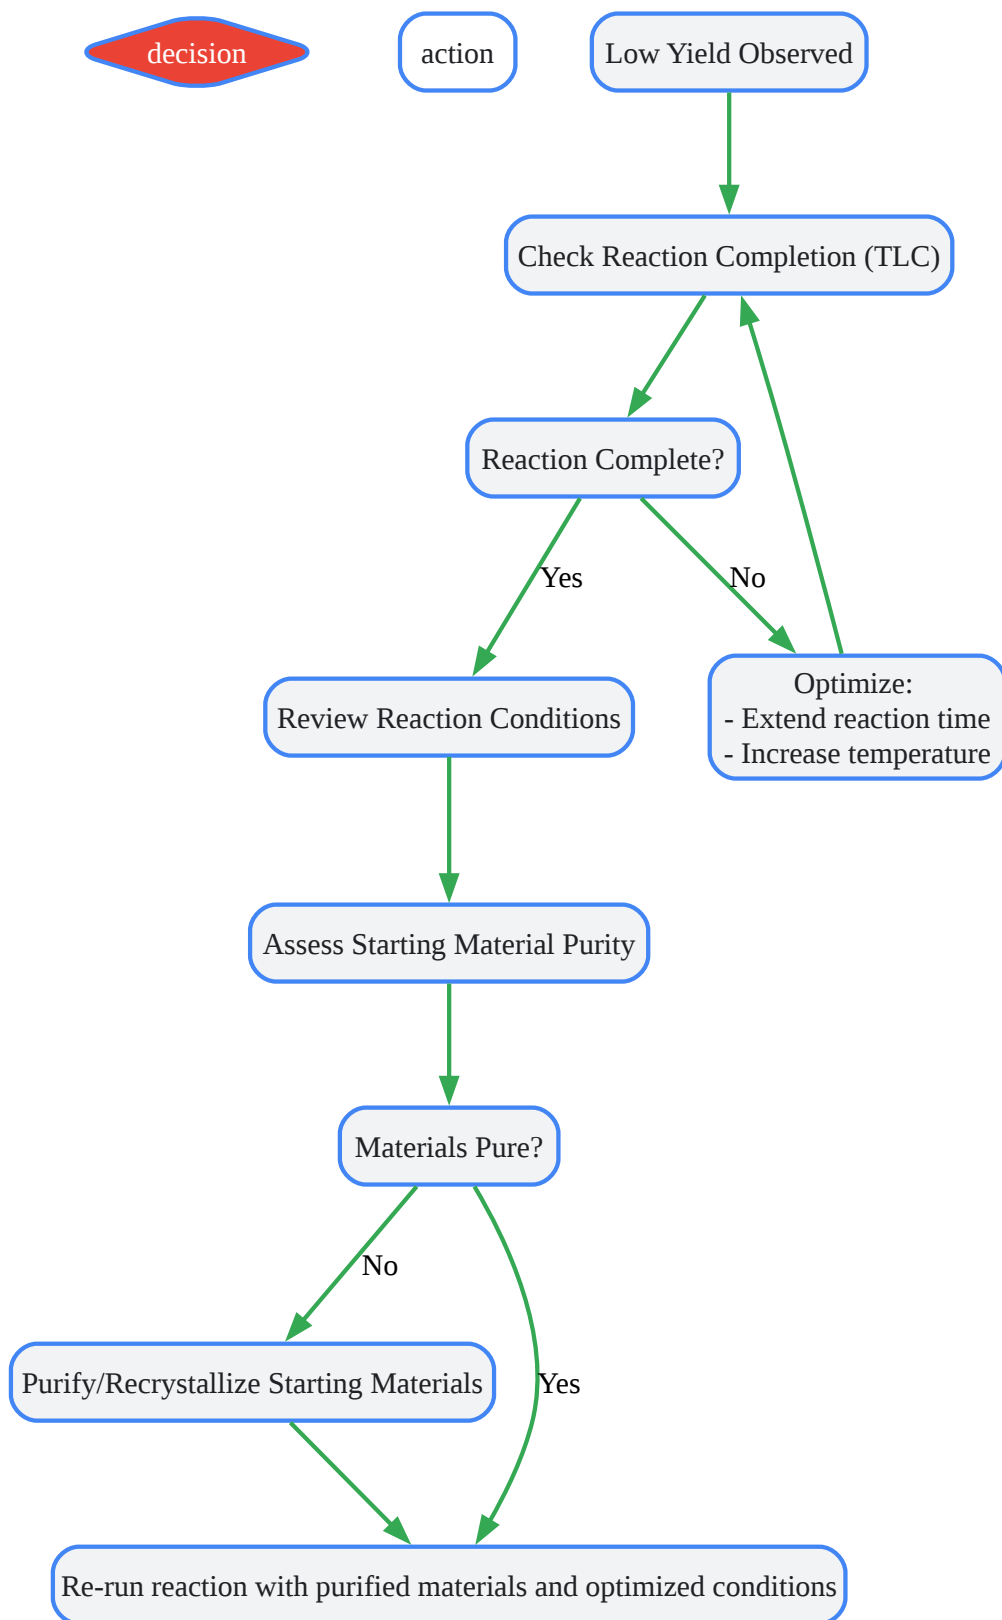 decision
action
Low Yield Observed
Check Reaction Completion (TLC)
Reaction Complete?
Yes
No
Optimize:
- Extend reaction time
- Increase temperature
Review Reaction Conditions
Assess Starting Material Purity
Materials Pure?
No
Yes
Purify/Recrystallize Starting Materials
Re-run reaction with purified materials and optimized conditions